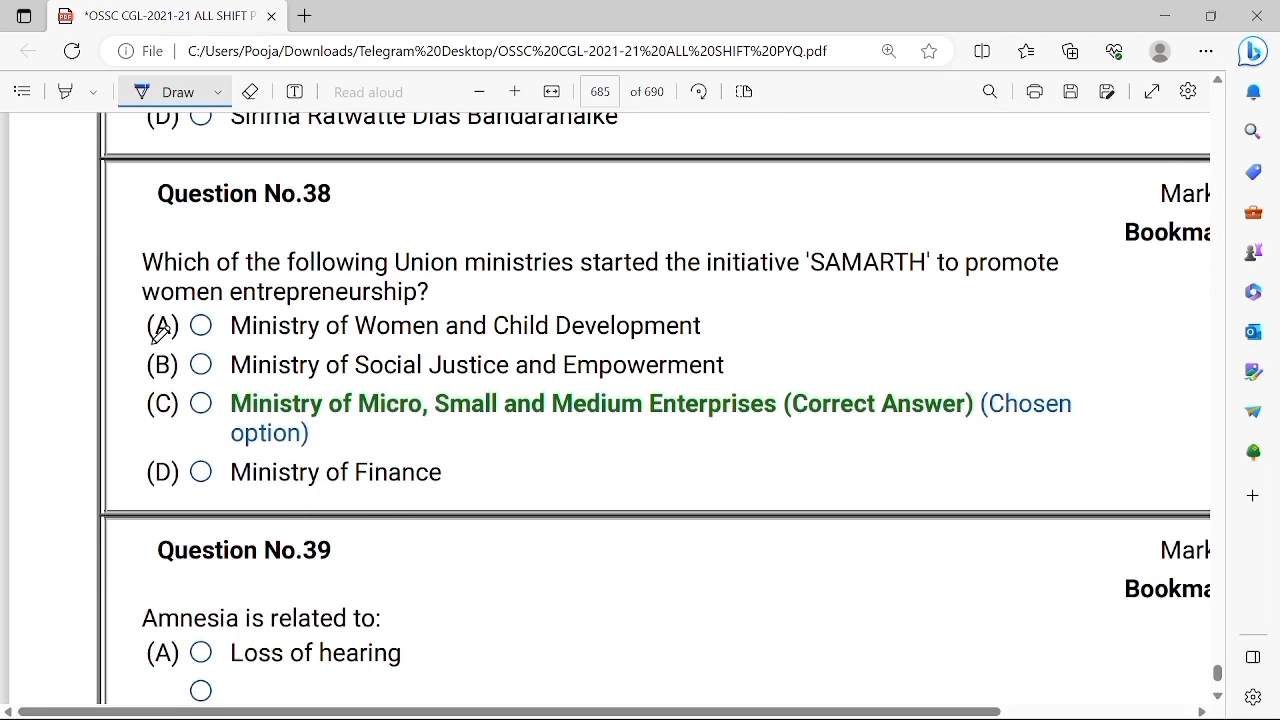 *OSSC CGL-2021-21 ALL SHIFT P
File | C:/Users/Pooja/Downloads/Telegram%20Desktop/OSSC%20CGL-2021-21%20ALL%20SHIFT%20PYQ.pdf
Draw Read aloud 685 of 690
(D) Sirima Ratwatte Dias Bandaranaike
Question No.38 Mark
Bookma
Which of the following Union ministries started the initiative 'SAMARTH' to promote
women entrepreneurship?
(A) Ministry of Women and Child Development
(B) Ministry of Social Justice and Empowerment
(C) Ministry of Micro, Small and Medium Enterprises (Correct Answer) (Chosen
option)
(D) Ministry of Finance
Question No.39 Mark
Bookma
Amnesia is related to:
(A) Loss of hearing